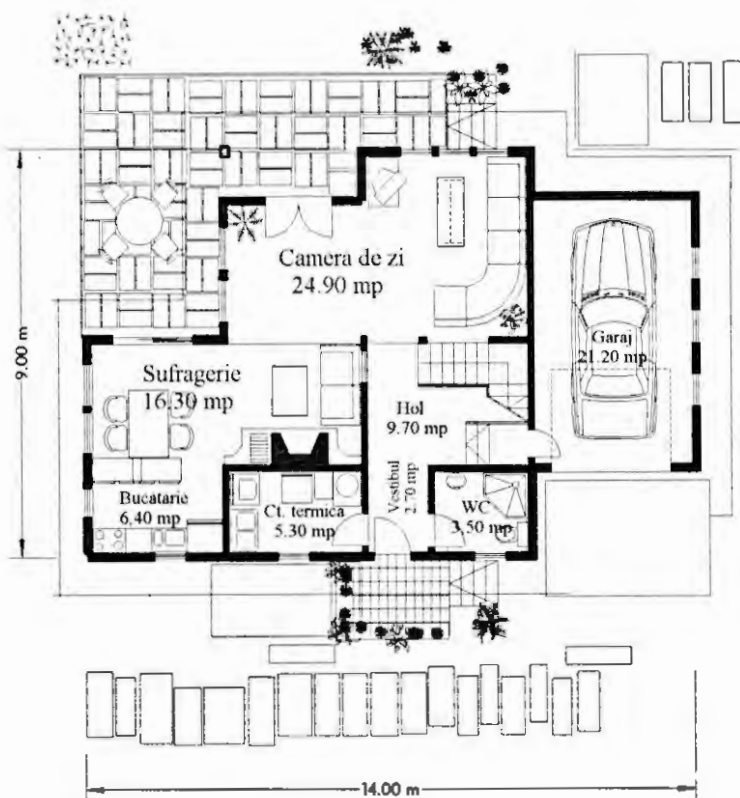 Camera de zi
24.90 mp
9.00 m
Garaj
21.20 mp
Sufragerie
16.30 mp
Hol
9.70 mp
Vestibul
2.70 mp
Bucatarie
6.40 mp
Ct. termica
5.30 mp
WC
3.50 mp
14.00 m